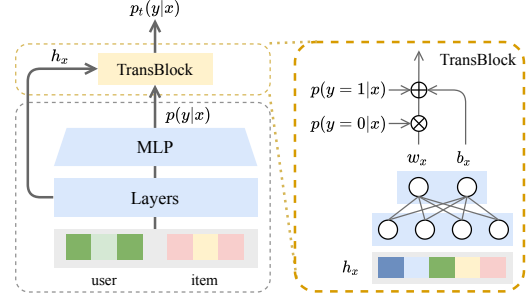 p_t(y|x)
h_x
TransBlock
p(y|x)
MLP
Layers
user item
TransBlock
p(y = 1|x)
p(y = 0|x)
w_x b_x
h_x